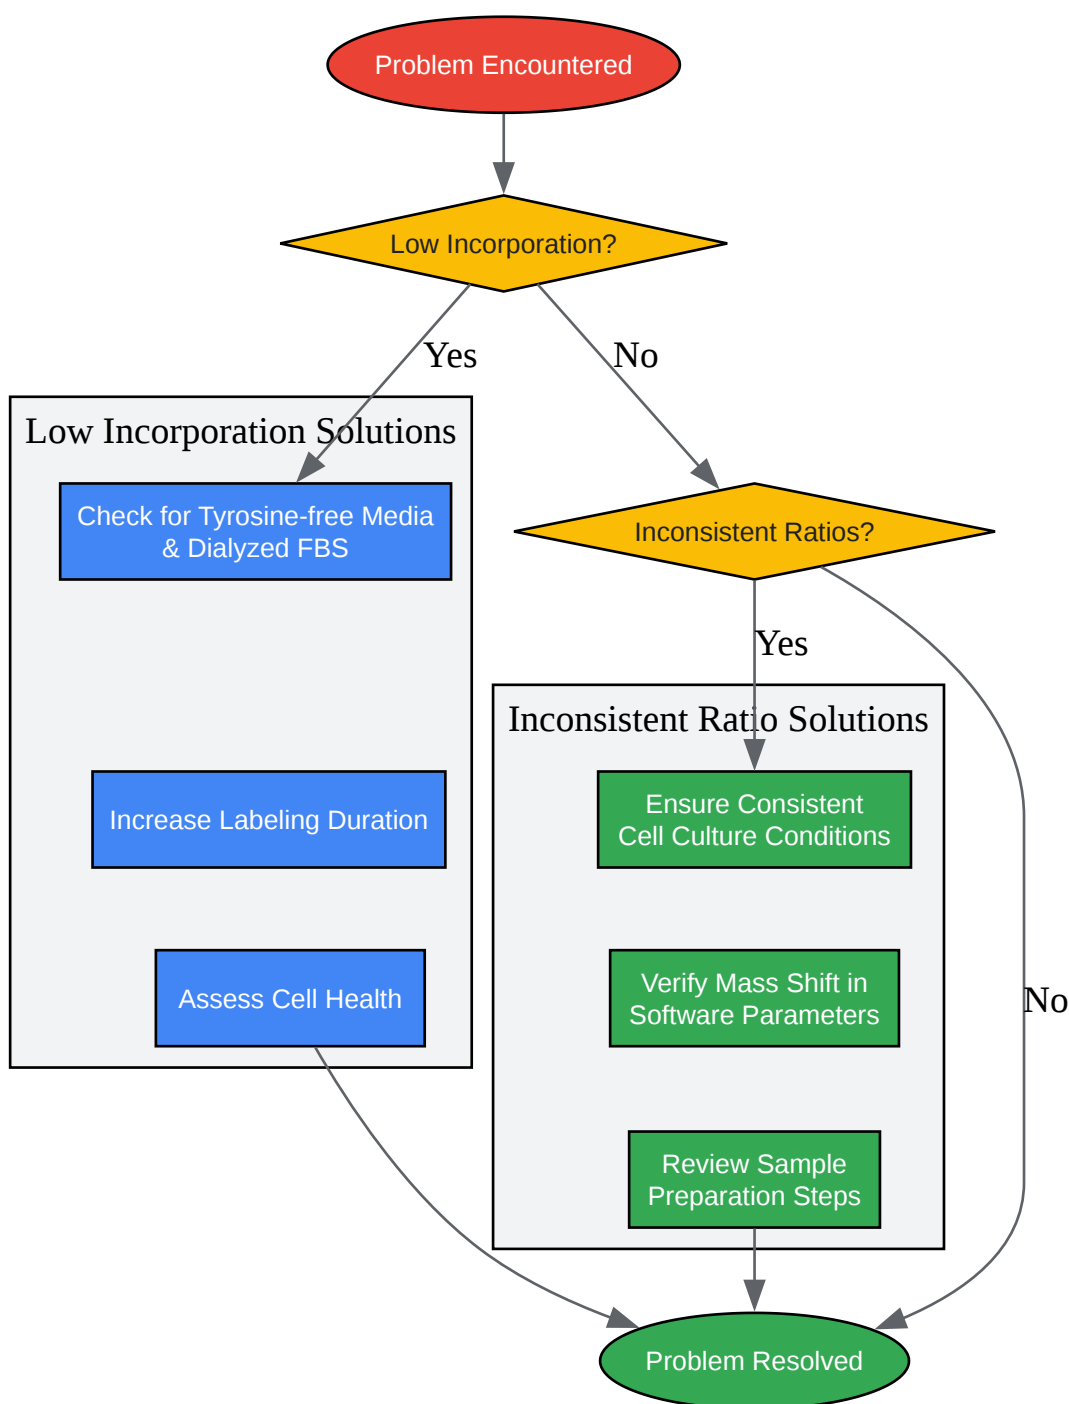 Problem Encountered
Low Incorporation?
Yes
No
Low Incorporation Solutions
Check for Tyrosine-free Media
& Dialyzed FBS
Inconsistent Ratios?
Yes
Inconsistent Ratio Solutions
Increase Labeling Duration
Ensure Consistent
Cell Culture Conditions
Assess Cell Health
Verify Mass Shift in
Software Parameters
No
Review Sample
Preparation Steps
Problem Resolved